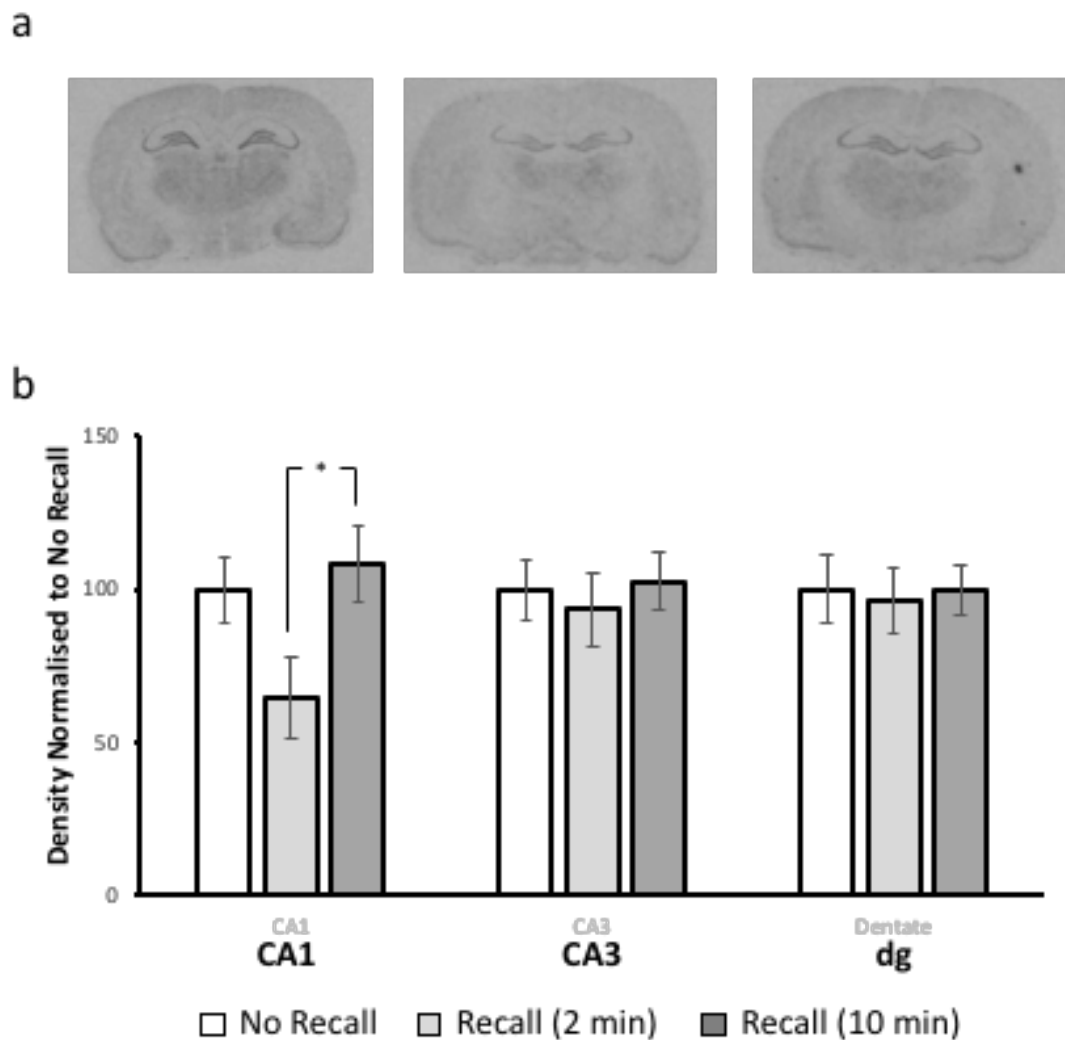 a
b
Density Normalised to No Recall
150
100
50
0
*
CA1 CA3 Dentate
CA1 CA3 dg
No Recall Recall (2 min) Recall (10 min)